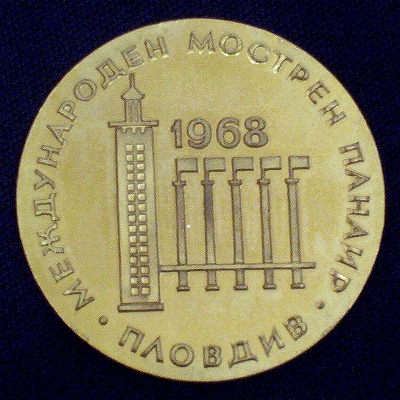 МЕЖДУНАРОДЕН МОСТРЕН ПАНАИР
1968
ПЛОВДИВ